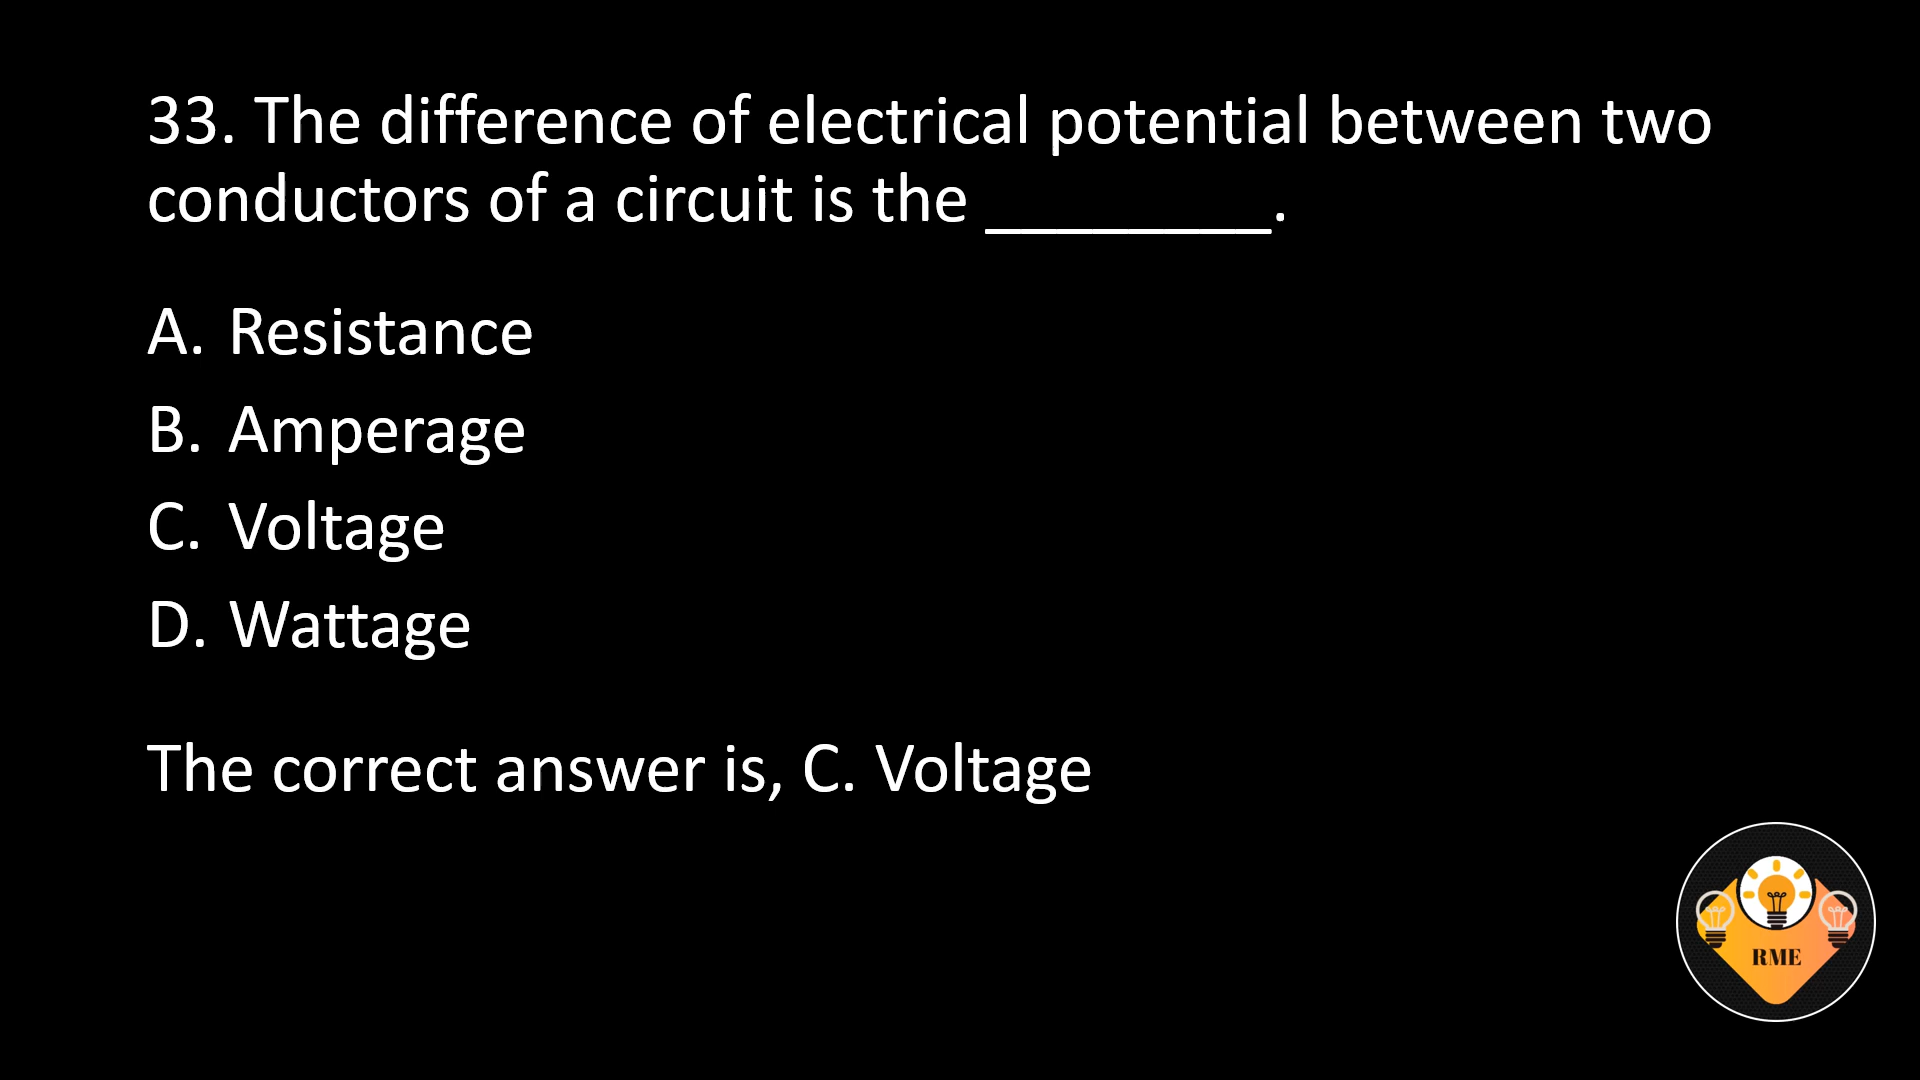 33. The difference of electrical potential between two
conductors of a circuit is the ________.
A. Resistance
B. Amperage
C. Voltage
D. Wattage
The correct answer is, C. Voltage
RME